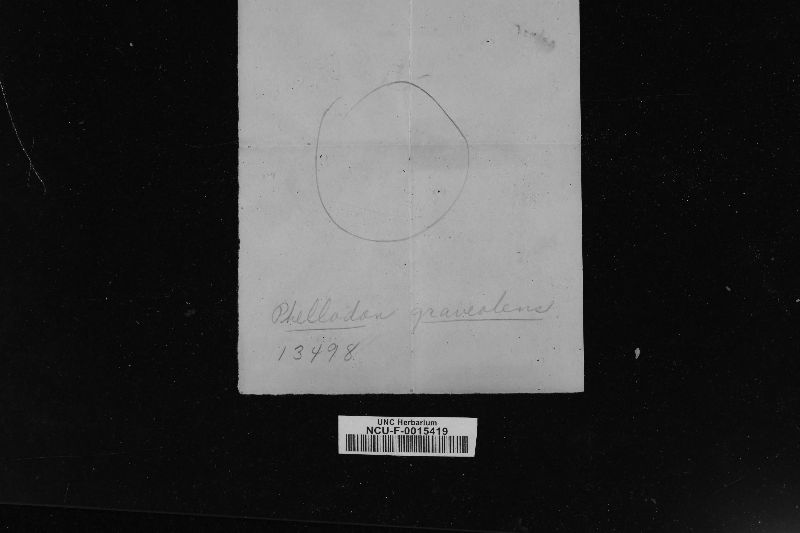 Phellodon graveolens
13498
UNC Herbarium
NCU-F-0015419